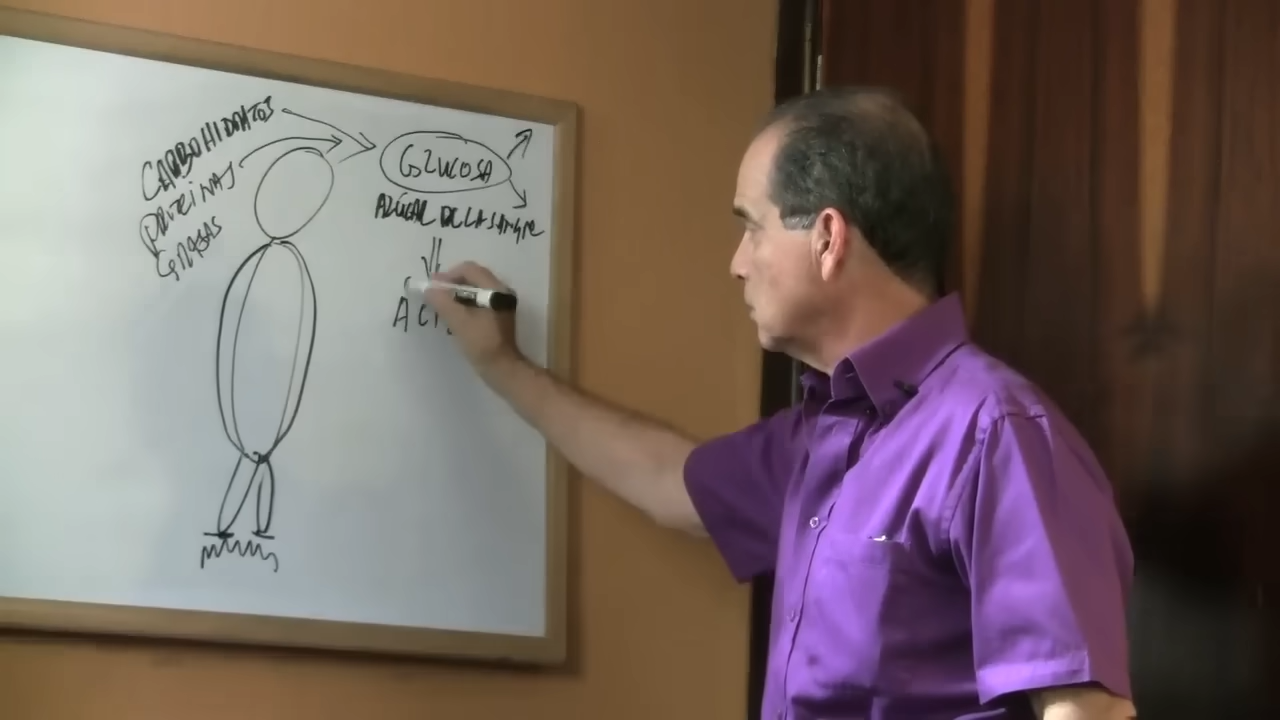 CARBOHIDRATOS
PROTEINAS
GRASAS
GLUCOSA
AZÚCAR DE LA SANGRE